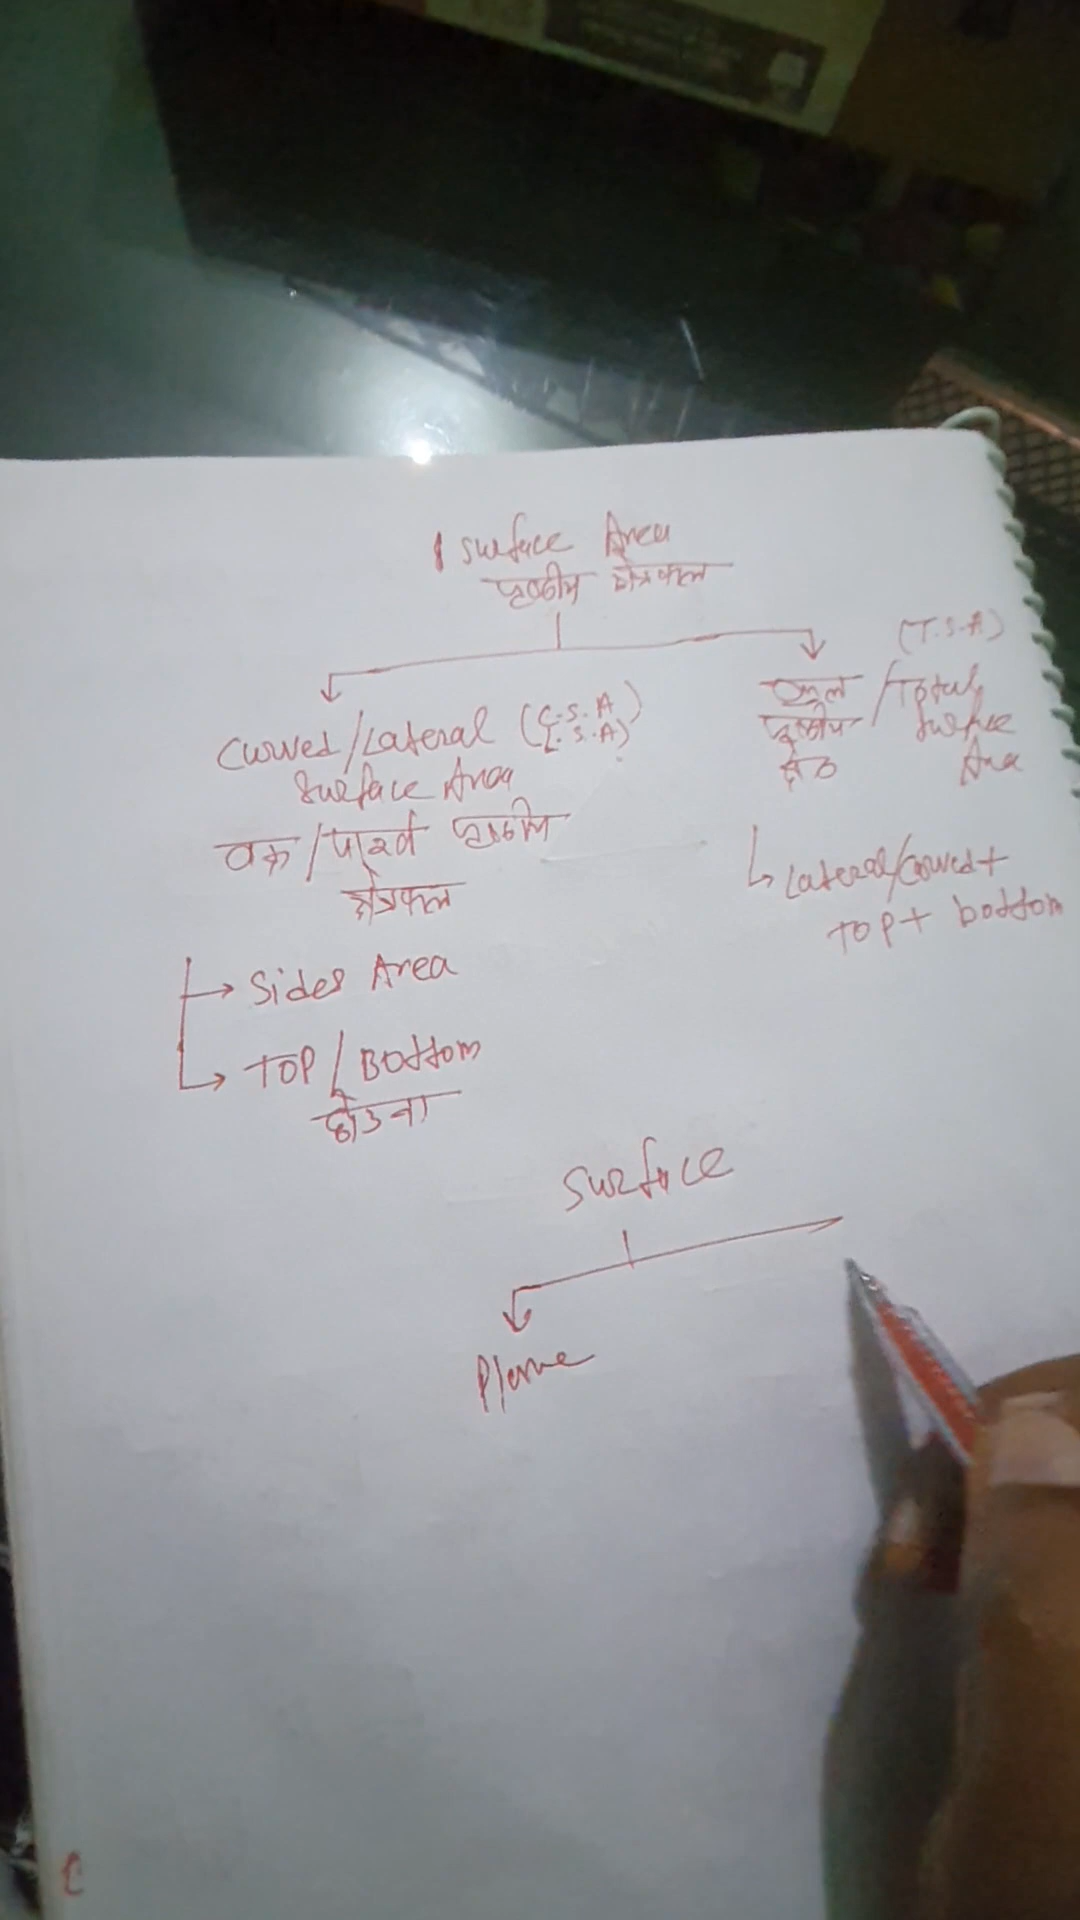 Surface Area
पृष्ठीय क्षेत्रफल
Curved/Lateral (C.S.A
L.S.A)
Surface Area
वक्र/पार्श्व पृष्ठीय
क्षेत्रफल
→ Sides Area
→ TOP / Bottom
छोड़ना
(T.S.A)
कुल / Total
पृष्ठीय Surface
क्षे० Area
Lateral/Curved +
TOP + bottom
Surface
Plane